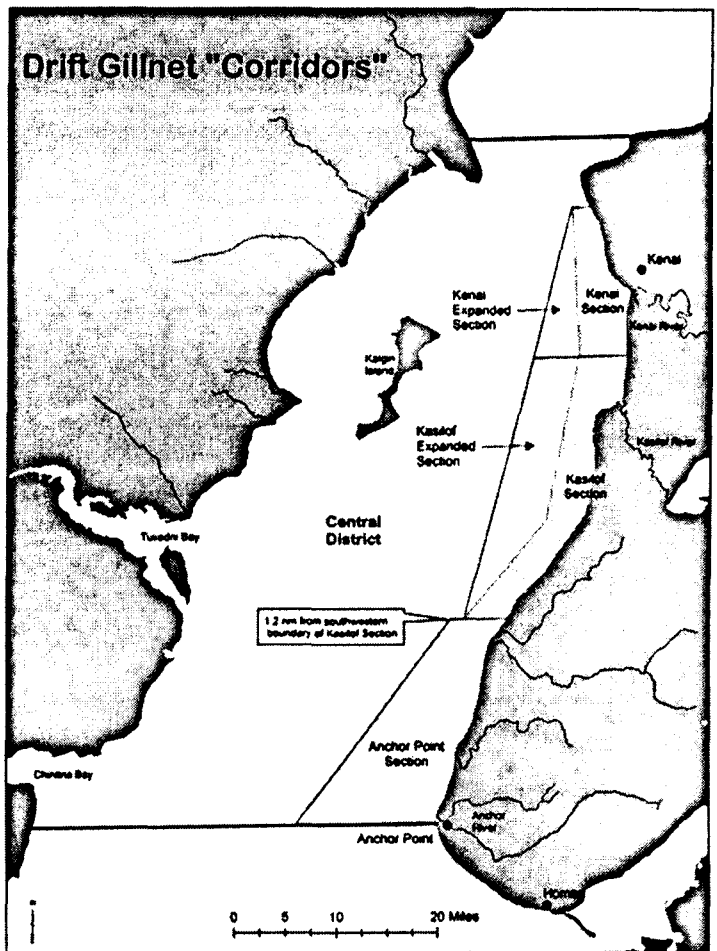 Drift Gillnet "Corridors"
Kenai
Kenai
Expanded
Section
Kenai
Section
Kenai River
Kalgin
Island
Kasilof
Expanded
Section
Kasilof River
Kasilof
Section
Central
District
Tuxedni Bay
1.2 nm from southwestern
boundary of Kasilof Section
Anchor Point
Section
Chinitna Bay
Anchor
River
Anchor Point
Homer
0 5 10 20 Miles